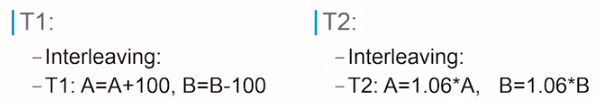 T1:
–Interleaving:
–T1: A=A+100, B=B-100
T2:
–Interleaving:
–T2: A=1.06*A, B=1.06*B